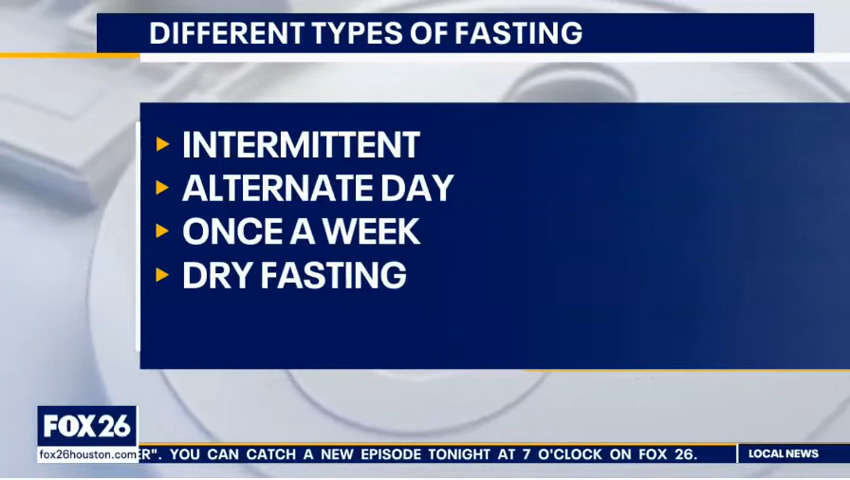 DIFFERENT TYPES OF FASTING
INTERMITTENT
ALTERNATE DAY
ONCE A WEEK
DRY FASTING
FOX 26
fox26houston.com
ER". YOU CAN CATCH A NEW EPISODE TONIGHT AT 7 O'CLOCK ON FOX 26.
LOCAL NEWS